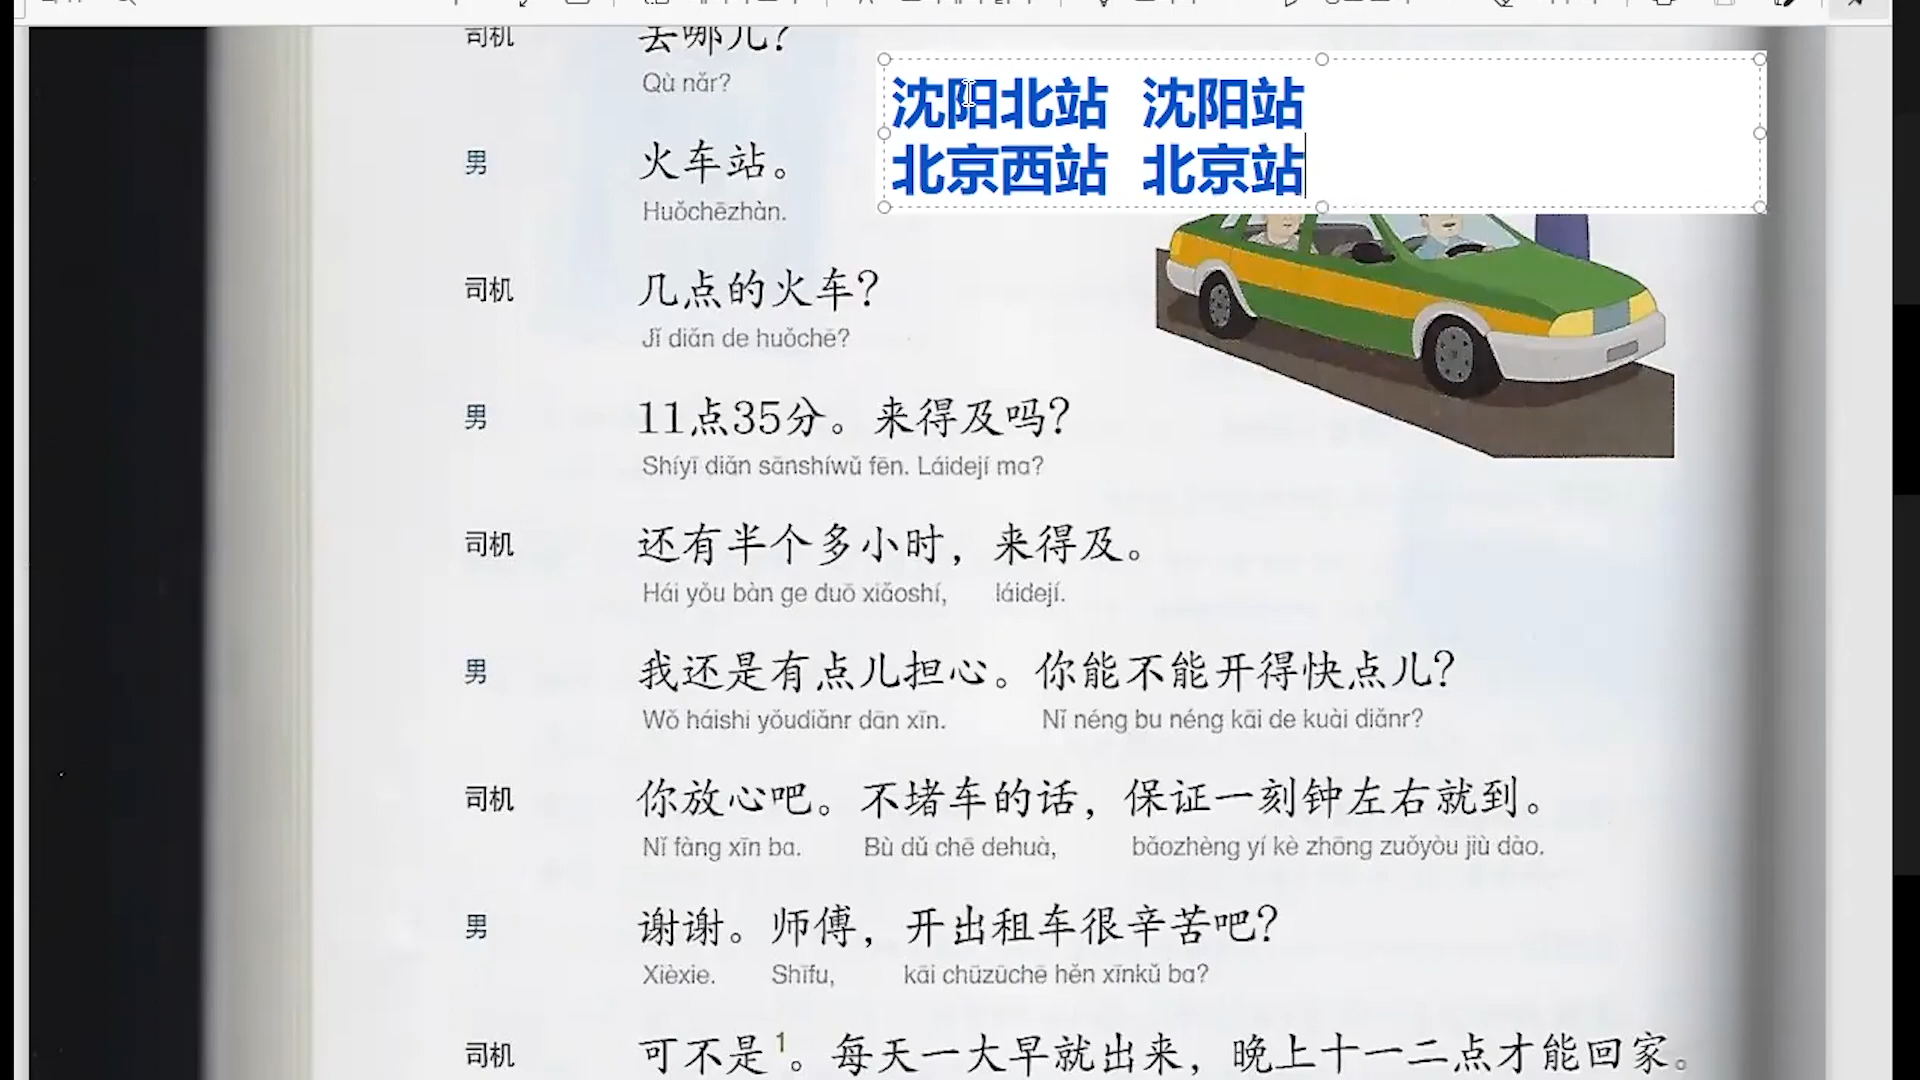 司机 去哪儿?
Qù nǎr?
沈阳北站 沈阳站
北京西站 北京站
男 火车站。
Huǒchēzhàn.
司机 几点的火车?
Jǐ diǎn de huǒchē?
男 11点35分。来得及吗?
Shíyī diǎn sānshíwǔ fēn. Láidejí ma?
司机 还有半个多小时，来得及。
Hái yǒu bàn ge duō xiǎoshí, láidejí.
男 我还是有点儿担心。你能不能开得快点儿?
Wǒ háishi yǒudiǎnr dān xīn. Nǐ néng bu néng kāi de kuài diǎnr?
司机 你放心吧。不堵车的话，保证一刻钟左右就到。
Nǐ fàng xīn ba. Bù dǔ chē dehuà, bǎozhèng yí kè zhōng zuǒyòu jiù dào.
男 谢谢。师傅，开出租车很辛苦吧?
Xièxie. Shīfu, kāi chūzūchē hěn xīnkǔ ba?
司机 可不是1。每天一大早就出来，晚上十一二点才能回家。